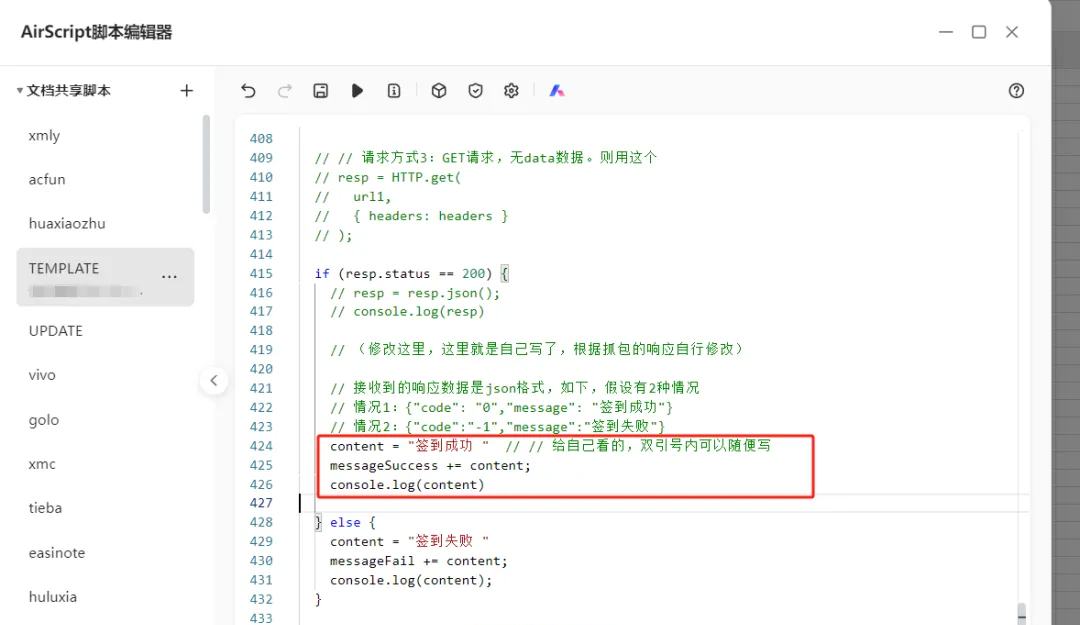 AirScript脚本编辑器
文档共享脚本
xmly
acfun
huaxiaozhu
TEMPLATE
UPDATE
vivo
golo
xmc
tieba
easinote
huluxia
408
409 // // 请求方式3：GET请求，无data数据。则用这个
410 // resp = HTTP.get(
411 //   url1,
412 //   { headers: headers }
413 // );
414
415 if (resp.status == 200) {
416 // resp = resp.json();
417 // console.log(resp)
418
419 // （修改这里，这里就是自己写了，根据抓包的响应自行修改）
420
421 // 接收到的响应数据是json格式，如下，假设有2种情况
422 // 情况1：{"code": "0","message": "签到成功"}
423 // 情况2：{"code":"-1","message":"签到失败"}
424 content = "签到成功 "  // // 给自己看的，双引号内可以随便写
425 messageSuccess += content;
426 console.log(content)
427
428 } else {
429 content = "签到失败 "
430 messageFail += content;
431 console.log(content);
432 }
433